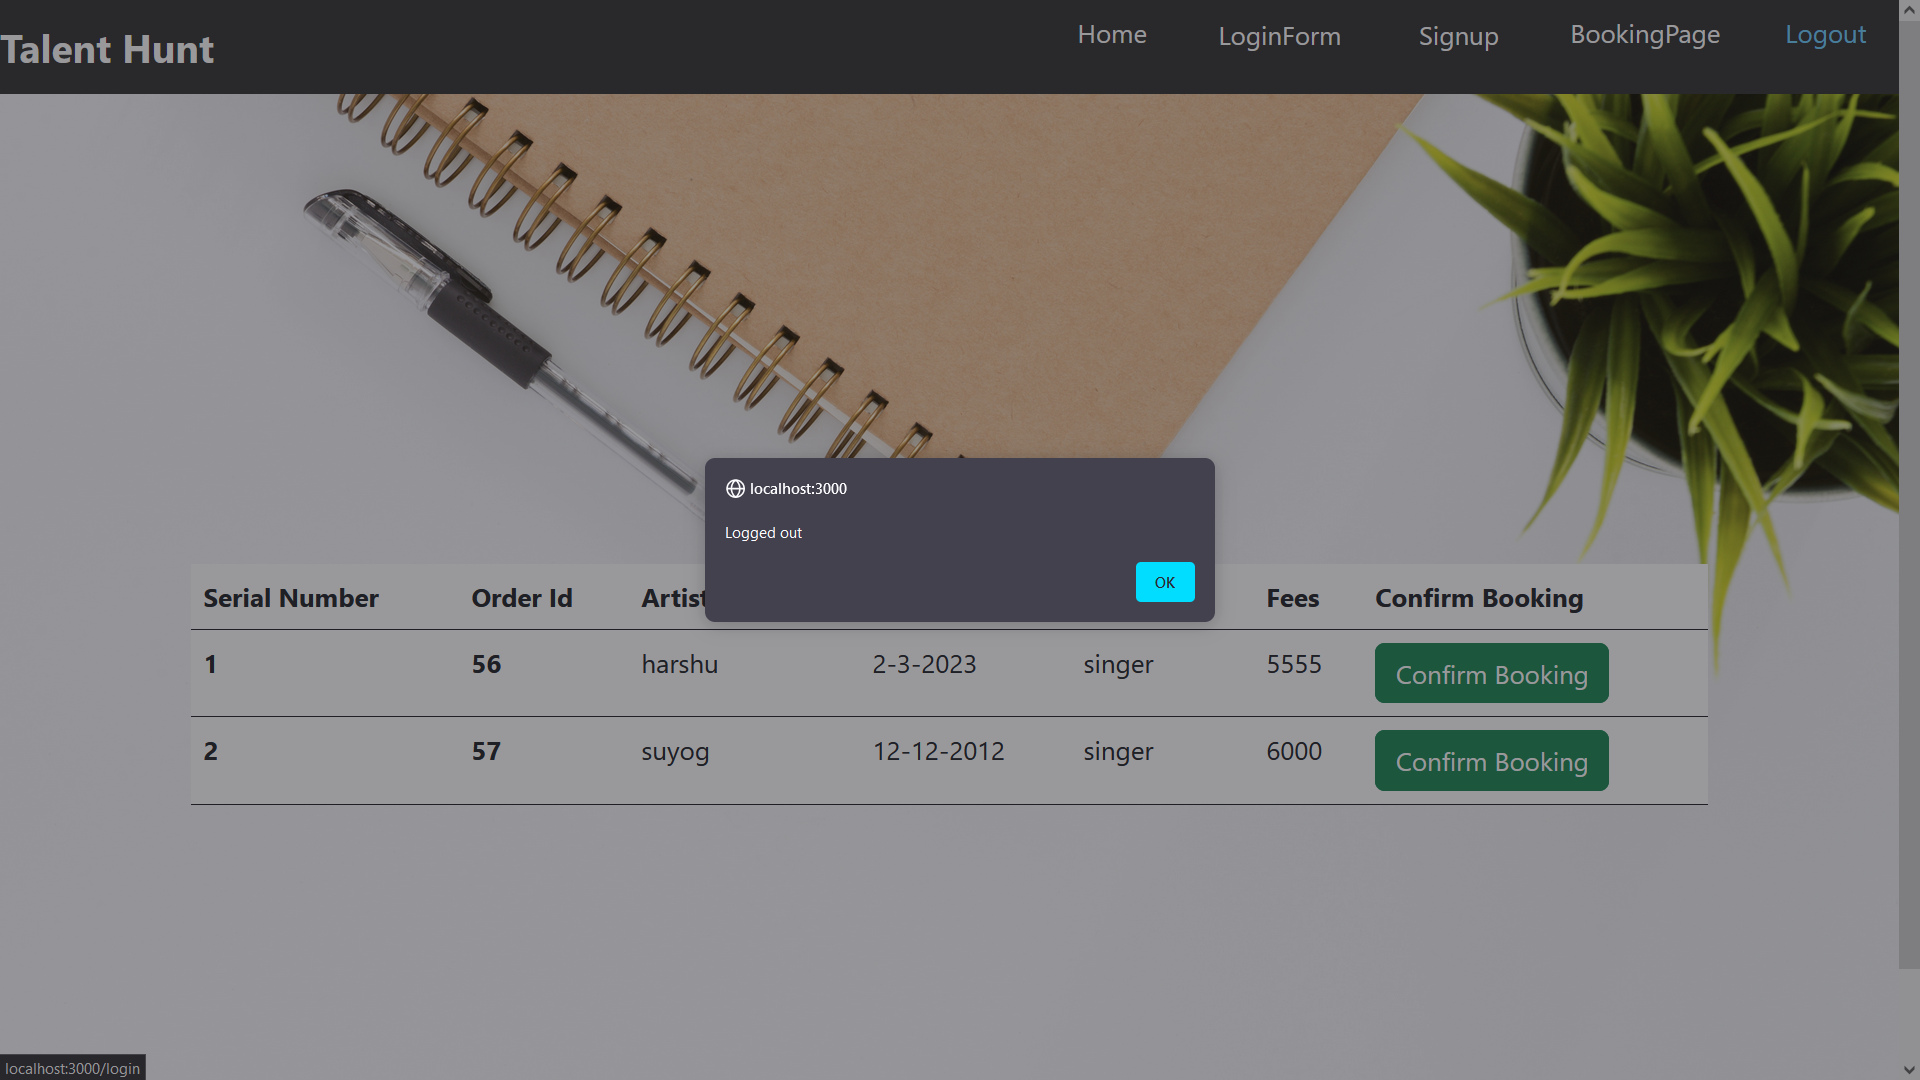 Talent Hunt
Home LoginForm Signup BookingPage Logout
localhost:3000
Logged out
OK
Serial Number Order Id Artist Fees Confirm Booking
1 56 harshu 2-3-2023 singer 5555 Confirm Booking
2 57 suyog 12-12-2012 singer 6000 Confirm Booking
localhost:3000/login